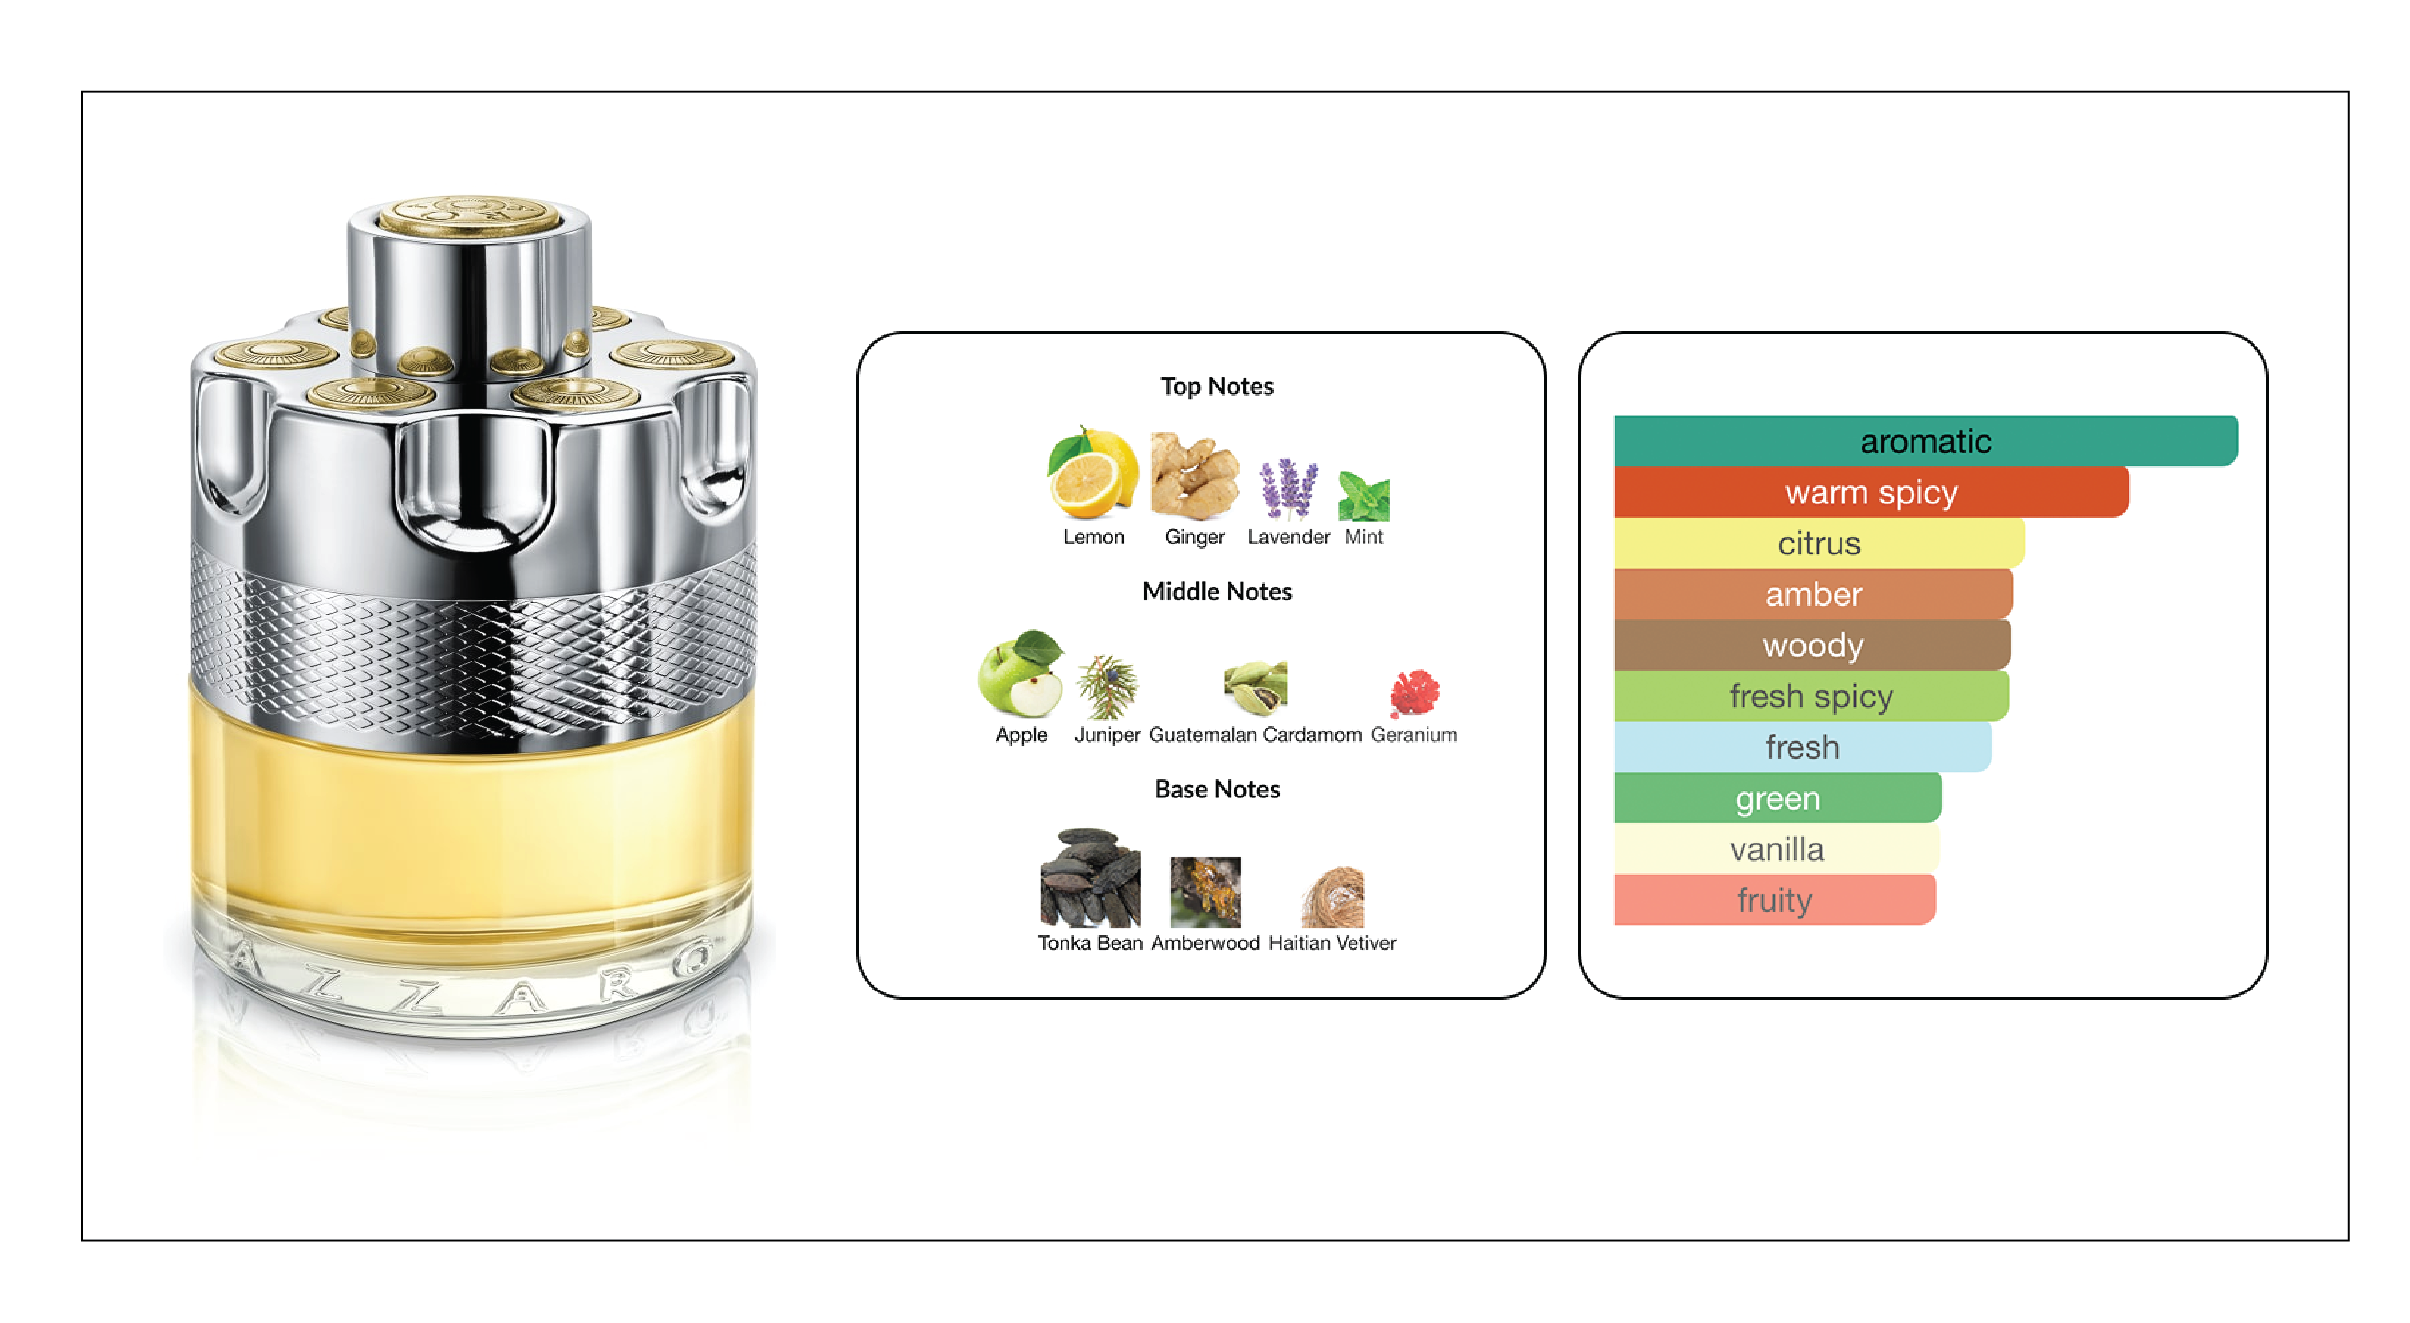 AZZARO
Top Notes
Lemon Ginger Lavender Mint
Middle Notes
Apple Juniper Guatemalan Cardamom Geranium
Base Notes
Tonka Bean Amberwood Haitian Vetiver
aromatic
warm spicy
citrus
amber
woody
fresh spicy
fresh
green
vanilla
fruity